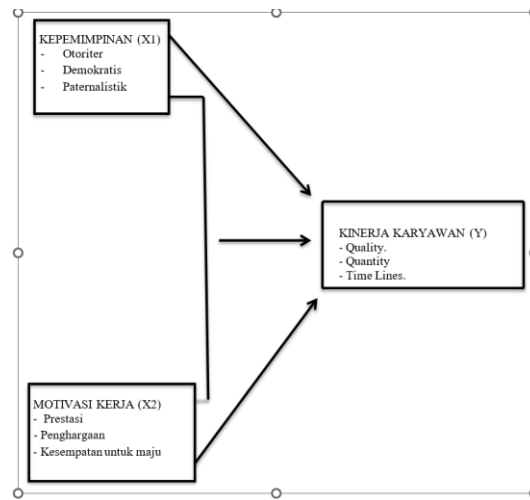 KEPEMIMPINAN (X1)
- Otoriter
- Demokratis
- Paternalistik
KINERJA KARYAWAN (Y)
- Quality.
- Quantity
- Time Lines.
MOTIVASI KERJA (X2)
- Prestasi
- Penghargaan
- Kesempatan untuk maju